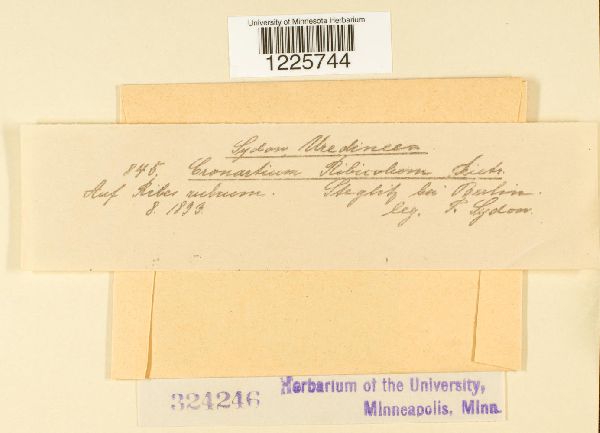 University of Minnesota Herbarium
1225744
Sydow, Uredineen
848. Cronartium Ribicolum Dietr.
Auf Ribes rubrum. Steglitz bei Berlin.
8. 1893. leg. P. Sydow.
324246
Herbarium of the University,
Minneapolis, Minn.